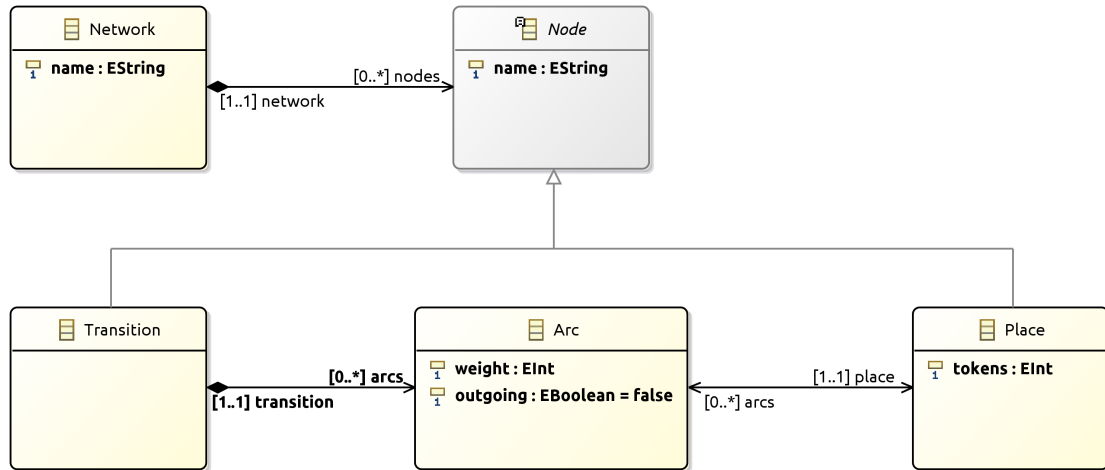 Network
name : EString
Node
name : EString
[0..*] nodes
[1..1] network
Transition
Arc
weight : EInt
outgoing : EBoolean = false
Place
tokens : EInt
[0..*] arcs
[1..1] transition
[1..1] place
[0..*] arcs